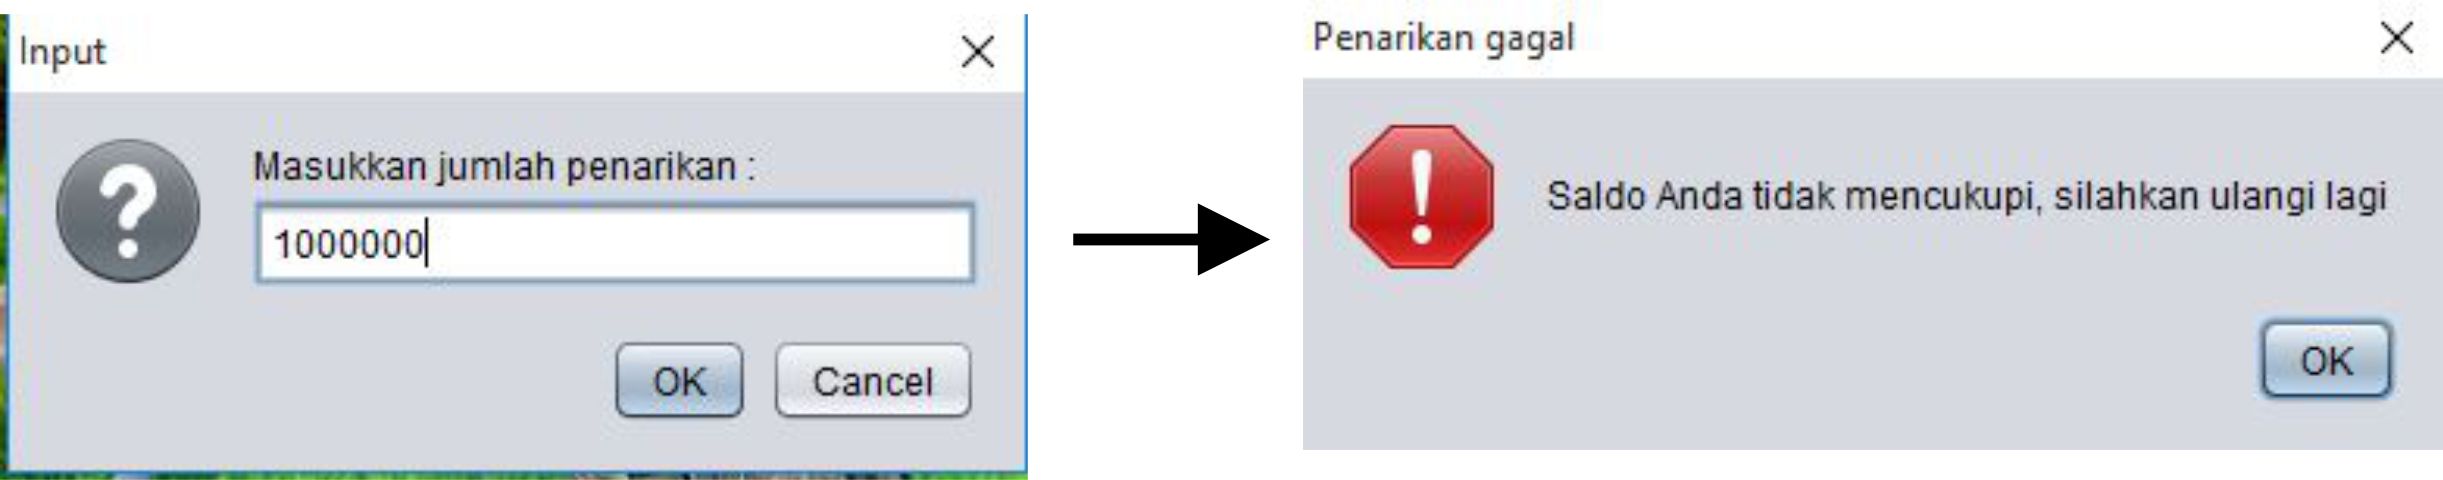 Input
Masukkan jumlah penarikan :
1000000
OK
Cancel
Penarikan gagal
Saldo Anda tidak mencukupi, silahkan ulangi lagi
OK